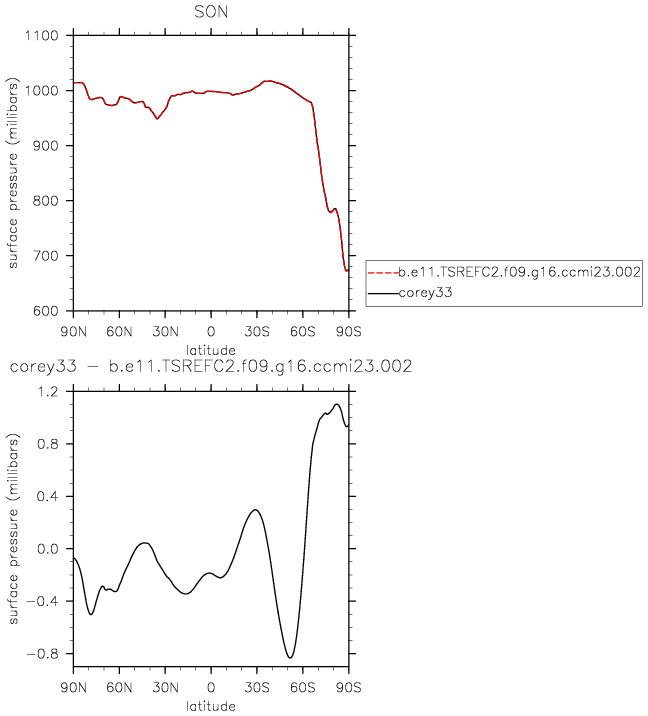 SON
1100
1000
900
800
700
600
surface pressure (millibars)
90N 60N 30N 0 30S 60S 90S
latitude
b.e11.TSREFC2.f09.g16.ccmi23.002
corey33
corey33 − b.e11.TSREFC2.f09.g16.ccmi23.002
1.2
0.8
0.4
0.0
−0.4
−0.8
surface pressure (millibars)
90N 60N 30N 0 30S 60S 90S
latitude